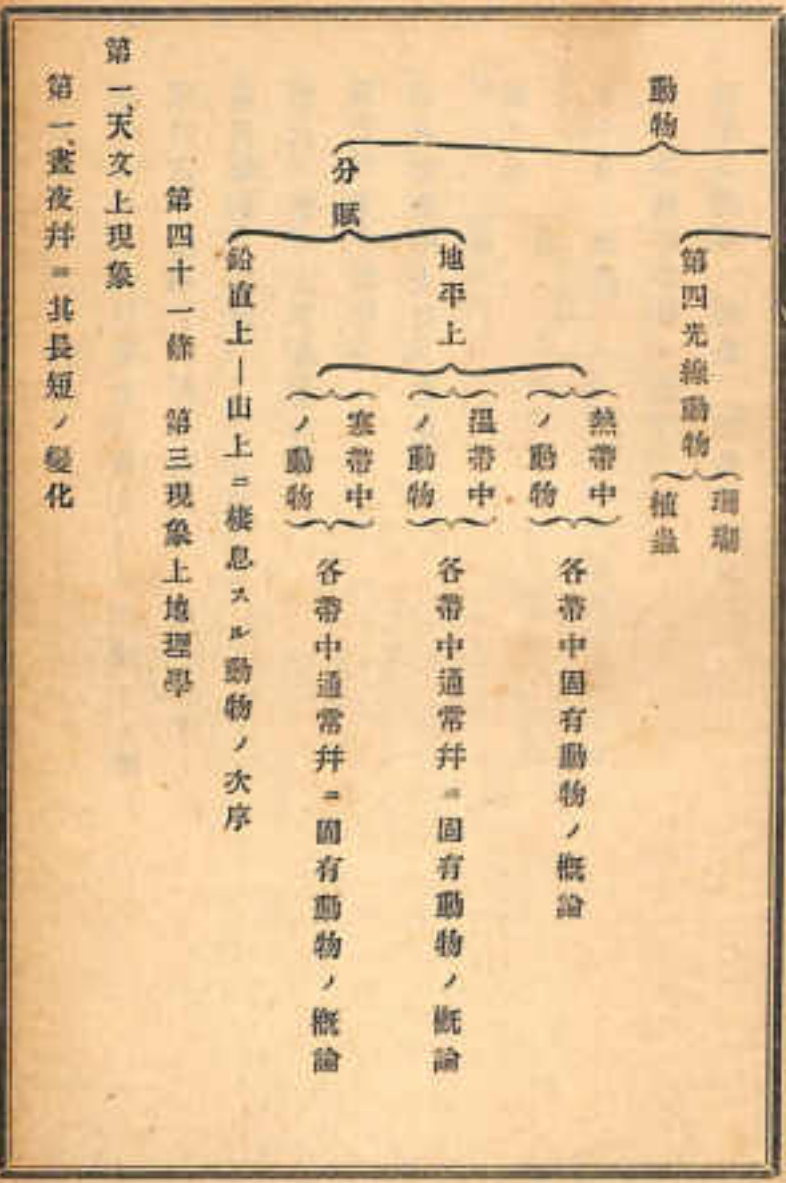 動物
第四光線動物
珊瑚
植蟲
分賦
地平上
熱帶中
ノ動物
各帶中固有動物ノ概論
溫帶中
ノ動物
各帶中通常幷ニ固有動物ノ概論
寒帶中
ノ動物
各帶中通常幷ニ固有動物ノ概論
鉛直上―山上ニ棲息スル動物ノ次序
第四十一條　第三現象上地理學
第一、天文上現象
第一、晝夜幷ニ其長短ノ變化